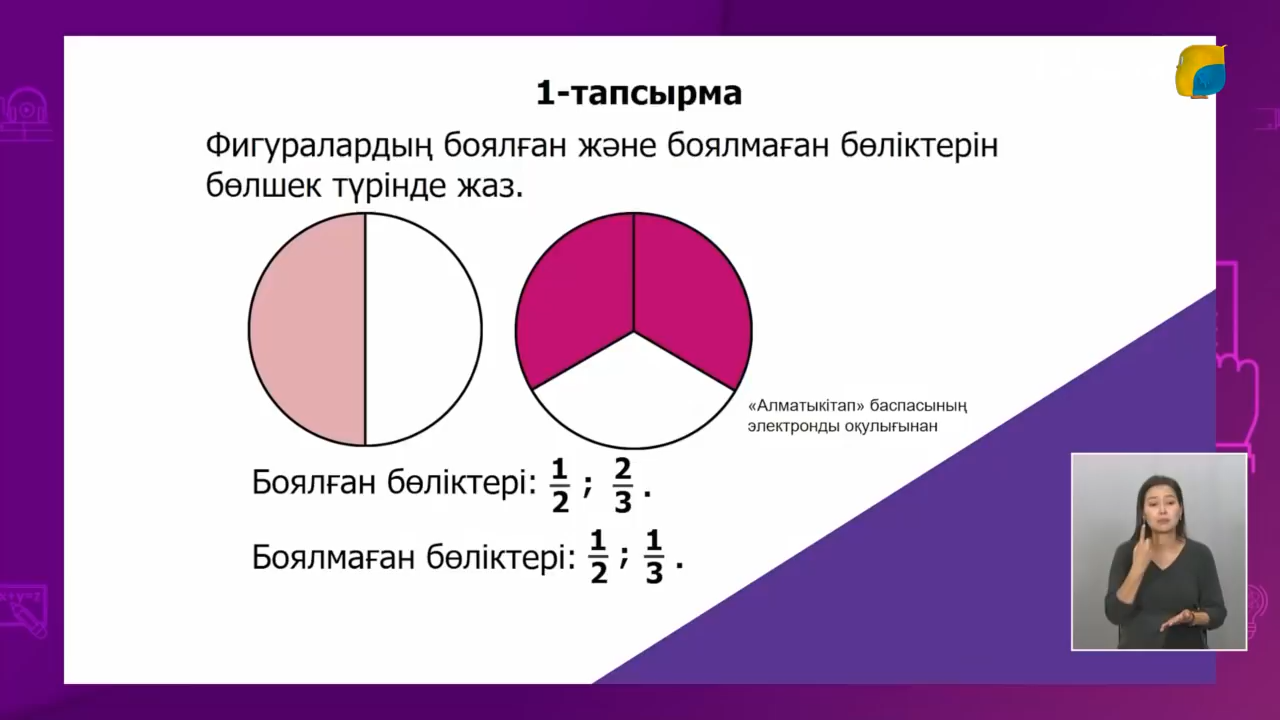 1-тапсырма
Фигуралардың боялған және боялмаған бөліктерін
бөлшек түрінде жаз.
«Алматыкітап» баспасының
электронды оқулығынан
Боялған бөліктері: 1/2 ; 2/3 .
Боялмаған бөліктері: 1/2 ; 1/3 .